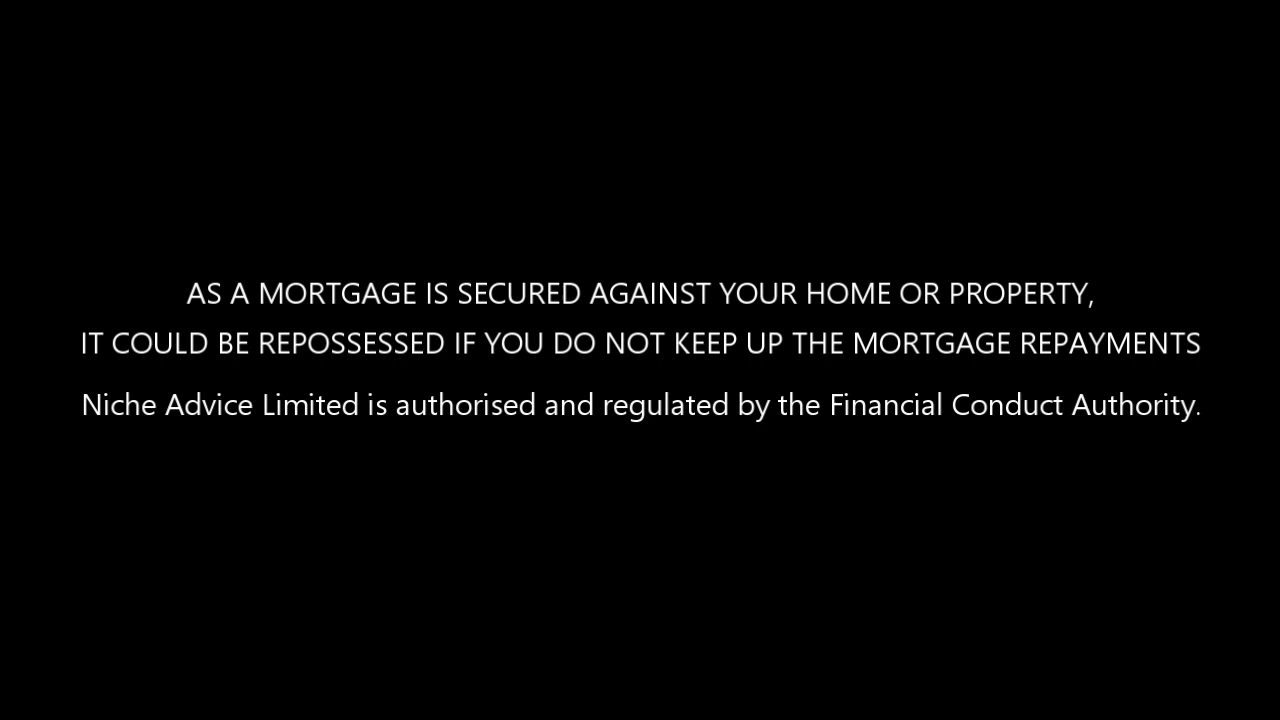 AS A MORTGAGE IS SECURED AGAINST YOUR HOME OR PROPERTY,
IT COULD BE REPOSSESSED IF YOU DO NOT KEEP UP THE MORTGAGE REPAYMENTS
Niche Advice Limited is authorised and regulated by the Financial Conduct Authority.